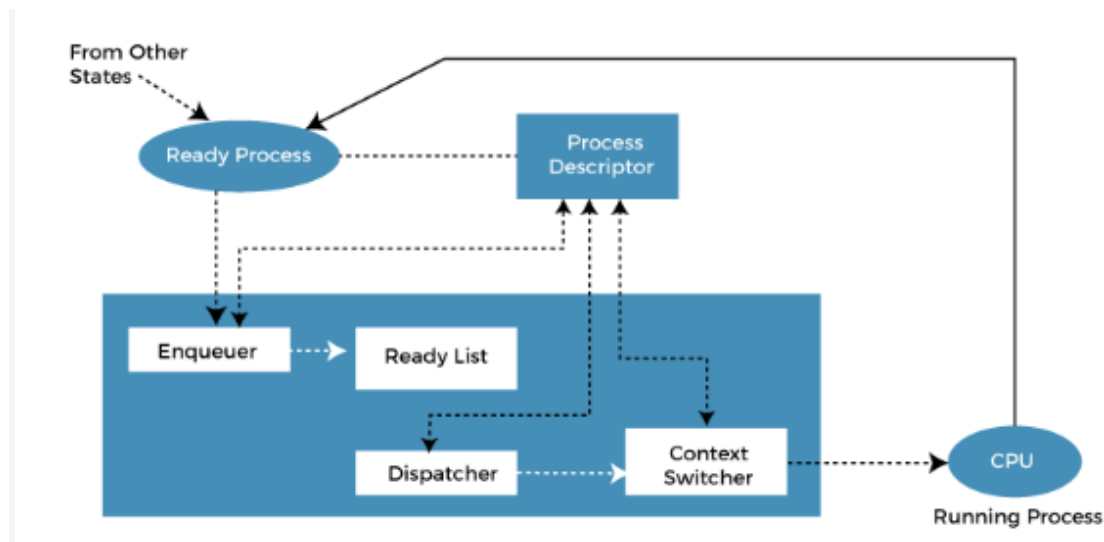 From Other
States
Ready Process
Process
Descriptor
Enqueuer
Ready List
Dispatcher
Context
Switcher
CPU
Running Process